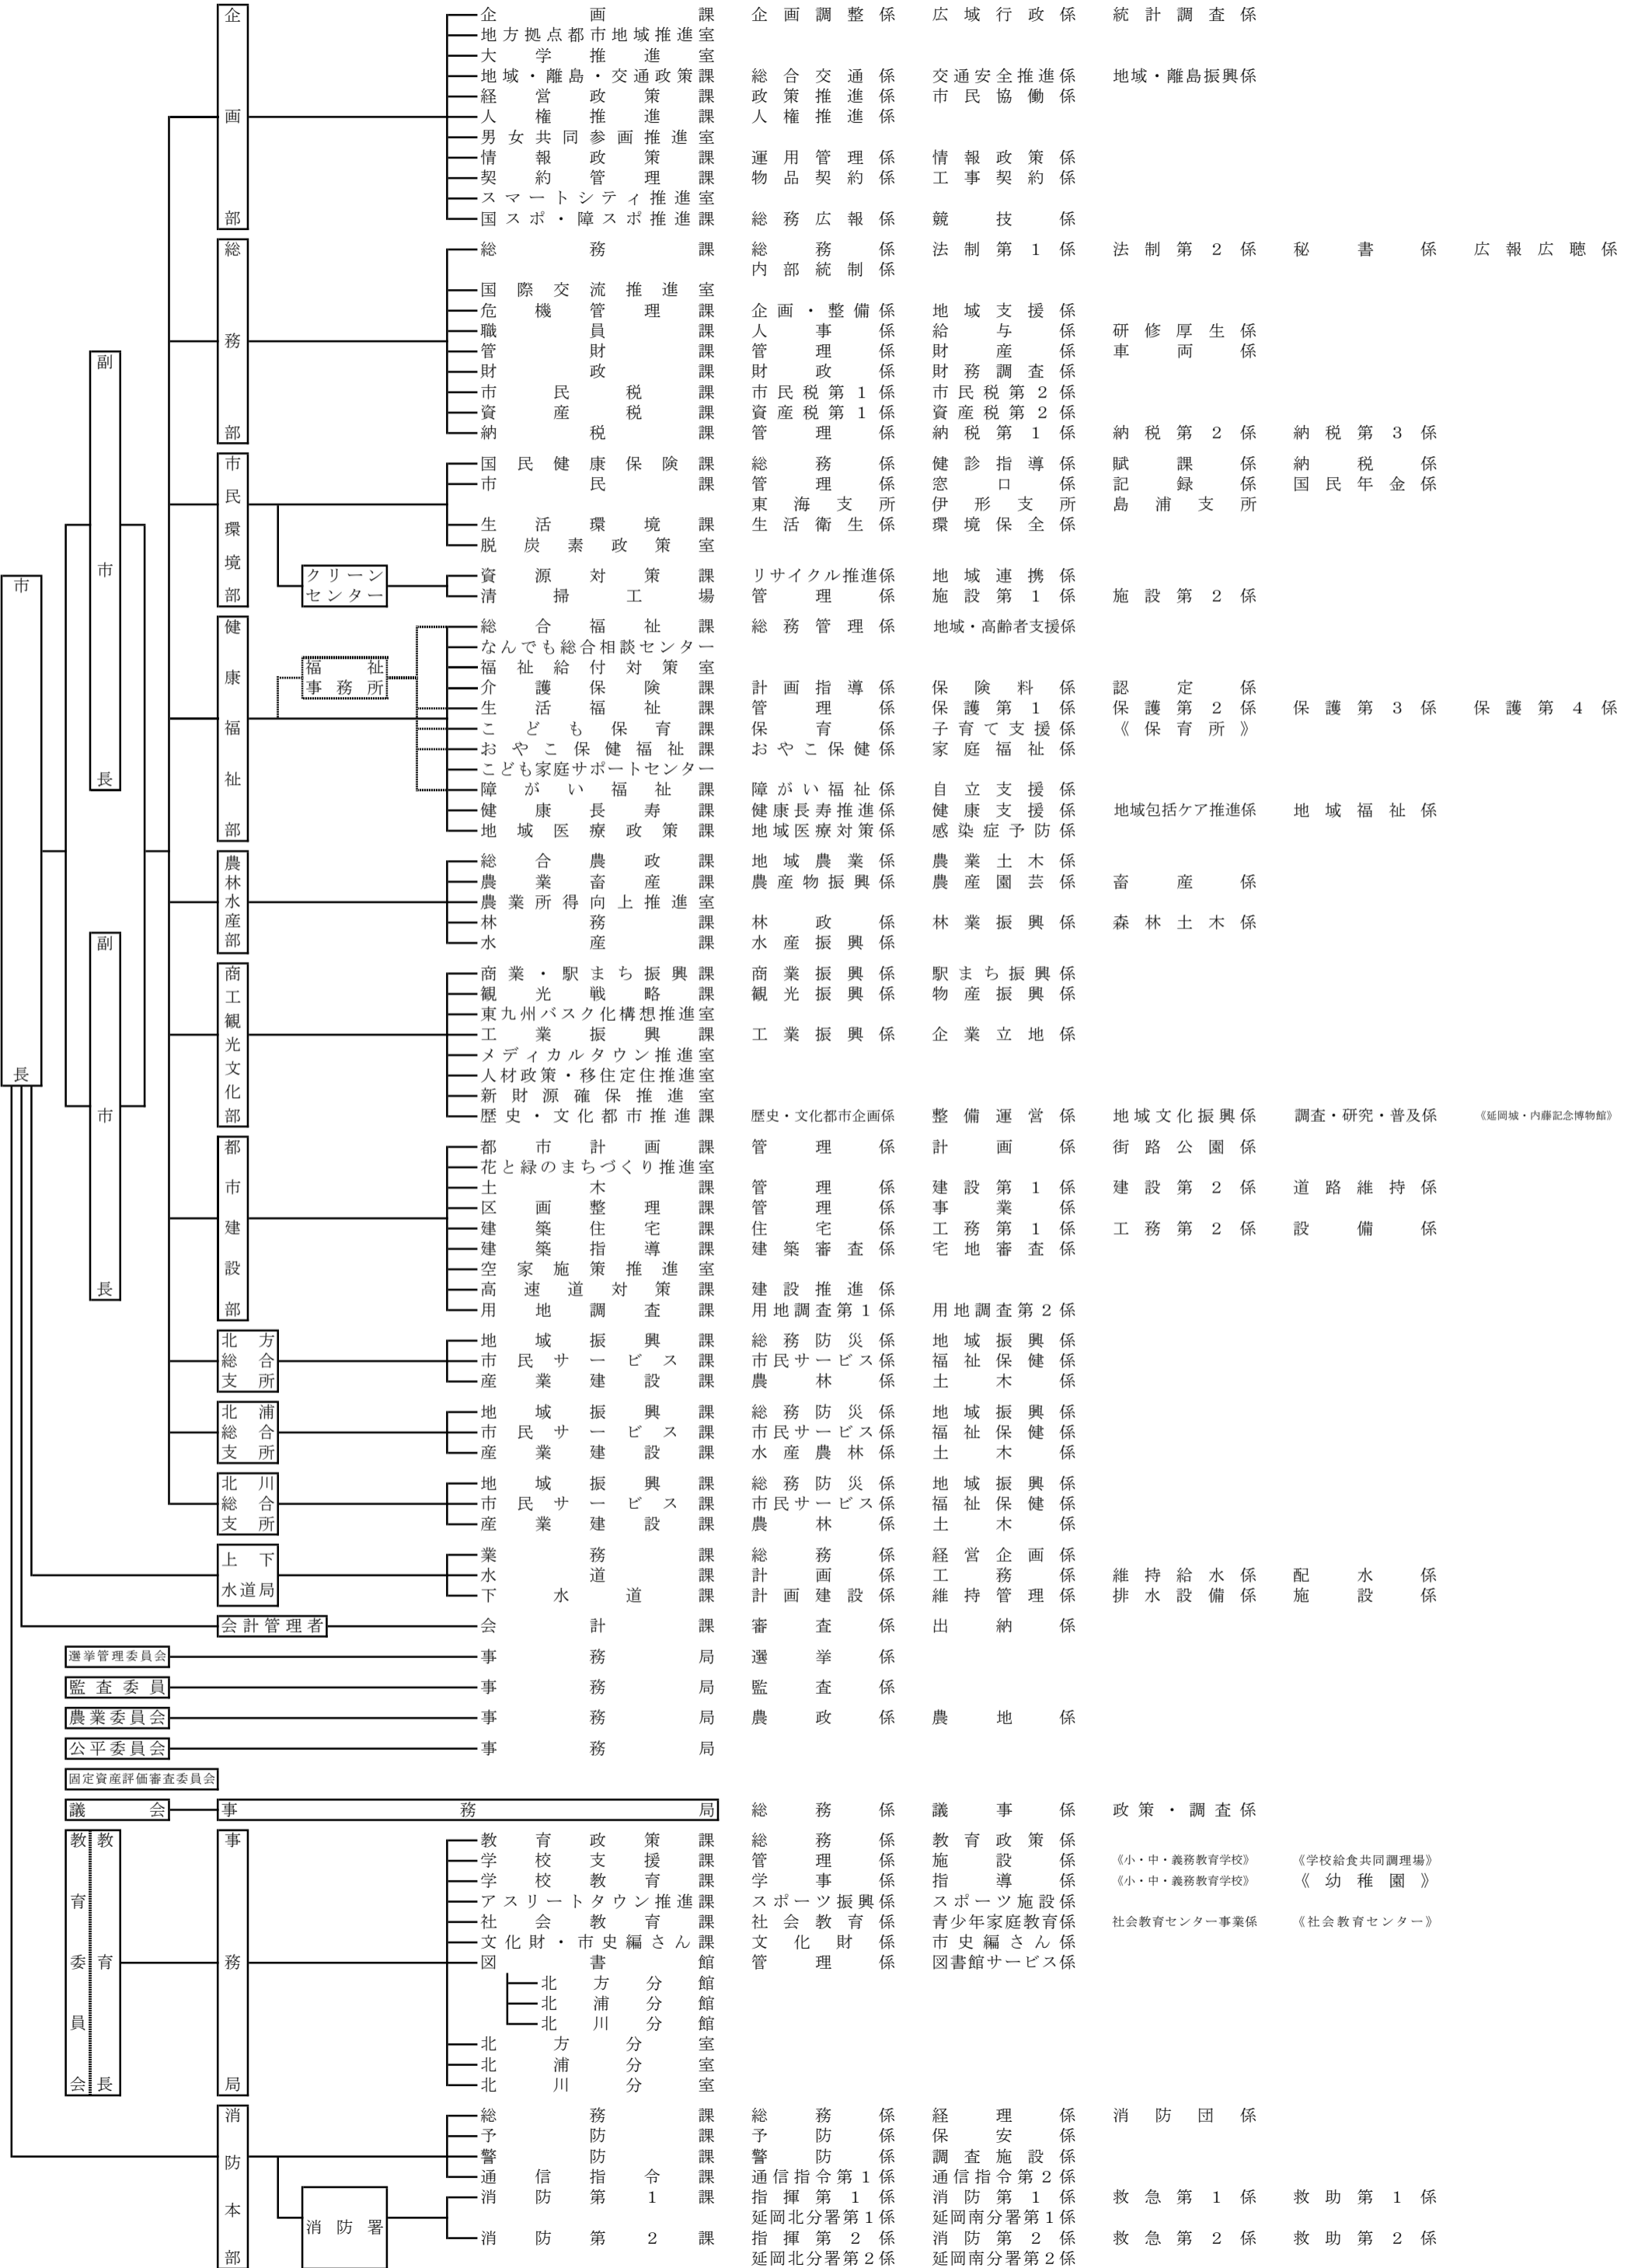 市長
副市長
副市長
企画部
企画課 企画調整係 広域行政係 統計調査係
地方拠点都市地域推進室
大学推進室
地域・離島・交通政策課 総合交通係 交通安全推進係 地域・離島振興係
経営政策課 政策推進係 市民協働係
人権推進課 人権推進係
男女共同参画推進室
情報政策課 運用管理係 情報政策係
契約管理課 物品契約係 工事契約係
スマートシティ推進室
国スポ・障スポ推進課 総務広報係 競技係
総務部
総務課 総務係 法制第1係 法制第2係 秘書係 広報広聴係
内部統制係
国際交流推進室
危機管理課 企画・整備係 地域支援係
職員課 人事係 給与係 研修厚生係
管財課 管理係 財産係 車両係
財政課 財政係 財務調査係
市民税課 市民税第1係 市民税第2係
資産税課 資産税第1係 資産税第2係
納税課 管理係 納税第1係 納税第2係 納税第3係
市民環境部
国民健康保険課 総務係 健診指導係 賦課係 納税係
市民課 管理係 窓口係 記録係 国民年金係
東海支所 伊形支所 島浦支所
生活環境課 生活衛生係 環境保全係
脱炭素政策室
クリーンセンター
資源対策課 リサイクル推進係 地域連携係
清掃工場 管理係 施設第1係 施設第2係
健康福祉部
福祉事務所
総合福祉課 総務管理係 地域・高齢者支援係
なんでも総合相談センター
福祉給付対策室
介護保険課 計画指導係 保険料係 認定係
生活福祉課 管理係 保護第1係 保護第2係 保護第3係 保護第4係
こども保育課 保育係 子育て支援係 《保育所》
おやこ保健福祉課 おやこ保健係 家庭福祉係
こども家庭サポートセンター
障がい福祉課 障がい福祉係 自立支援係
健康長寿課 健康長寿推進係 健康支援係 地域包括ケア推進係 地域福祉係
地域医療政策課 地域医療対策係 感染症予防係
農林水産部
総合農政課 地域農業係 農業土木係
農業畜産課 農産物振興係 農産園芸係 畜産係
農業所得向上推進室
林務課 林政係 林業振興係 森林土木係
水産課 水産振興係
商工観光文化部
商業・駅まち振興課 商業振興係 駅まち振興係
観光戦略課 観光振興係 物産振興係
東九州バスク化構想推進室
工業振興課 工業振興係 企業立地係
メディカルタウン推進室
人材政策・移住定住推進室
新財源確保推進室
歴史・文化都市推進課 歴史・文化都市企画係 整備運営係 地域文化振興係 調査・研究・普及係 《延岡城・内藤記念博物館》
都市建設部
都市計画課 管理係 計画係 街路公園係
花と緑のまちづくり推進室
土木課 管理係 建設第1係 建設第2係 道路維持係
区画整理課 管理係 事業係
建築住宅課 住宅係 工務第1係 工務第2係 設備係
建築指導課 建築審査係 宅地審査係
空家施策推進室
高速道対策課 建設推進係
用地調査課 用地調査第1係 用地調査第2係
北方総合支所
地域振興課 総務防災係 地域振興係
市民サービス課 市民サービス係 福祉保健係
産業建設課 農林係 土木係
北浦総合支所
地域振興課 総務防災係 地域振興係
市民サービス課 市民サービス係 福祉保健係
産業建設課 水産農林係 土木係
北川総合支所
地域振興課 総務防災係 地域振興係
市民サービス課 市民サービス係 福祉保健係
産業建設課 農林係 土木係
上下水道局
業務課 総務係 経営企画係
水道課 計画係 工務係 維持給水係 配水係
下水道課 計画建設係 維持管理係 排水設備係 施設係
会計管理者 会計課 審査係 出納係
選挙管理委員会 事務局 選挙係
監査委員 事務局 監査係
農業委員会 事務局 農政係 農地係
公平委員会 事務局
固定資産評価審査委員会
議会 事務局 総務係 議事係 政策・調査係
教育委員会 教育長 事務局
教育政策課 総務係 教育政策係
学校支援課 管理係 施設係 《小・中・義務教育学校》 《学校給食共同調理場》
学校教育課 学事係 指導係 《小・中・義務教育学校》 《幼稚園》
アスリートタウン推進課 スポーツ振興係 スポーツ施設係
社会教育課 社会教育係 青少年家庭教育係 社会教育センター事業係 《社会教育センター》
文化財・市史編さん課 文化財係 市史編さん係
図書館 管理係 図書館サービス係
北方分館
北浦分館
北川分館
北方分室
北浦分室
北川分室
消防本部
総務課 総務係 経理係 消防団係
予防課 予防係 保安係
警防課 警防係 調査施設係
通信指令課 通信指令第1係 通信指令第2係
消防署
消防第1課 指揮第1係 消防第1係 救急第1係 救助第1係
延岡北分署第1係 延岡南分署第1係
消防第2課 指揮第2係 消防第2係 救急第2係 救助第2係
延岡北分署第2係 延岡南分署第2係